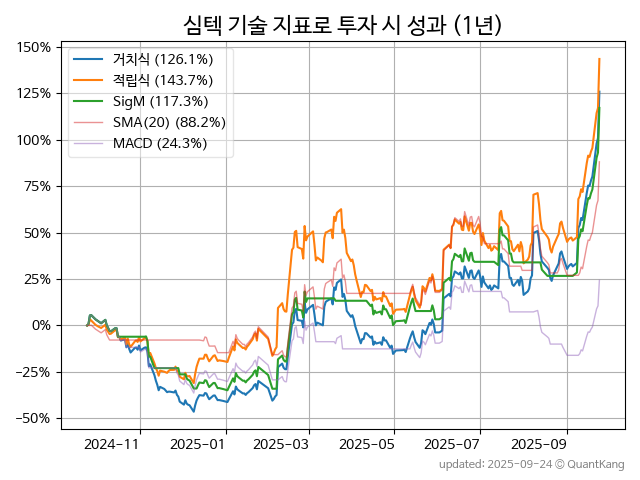 심텍 기술 지표로 투자 시 성과 (1년)
150%
125%
100%
75%
50%
25%
0%
−25%
−50%
거치식 (126.1%)
적립식 (143.7%)
SigM (117.3%)
SMA(20) (88.2%)
MACD (24.3%)
2024−11
2025−01
2025−03
2025−05
2025−07
2025−09
updated: 2025-09-24 © QuantKang